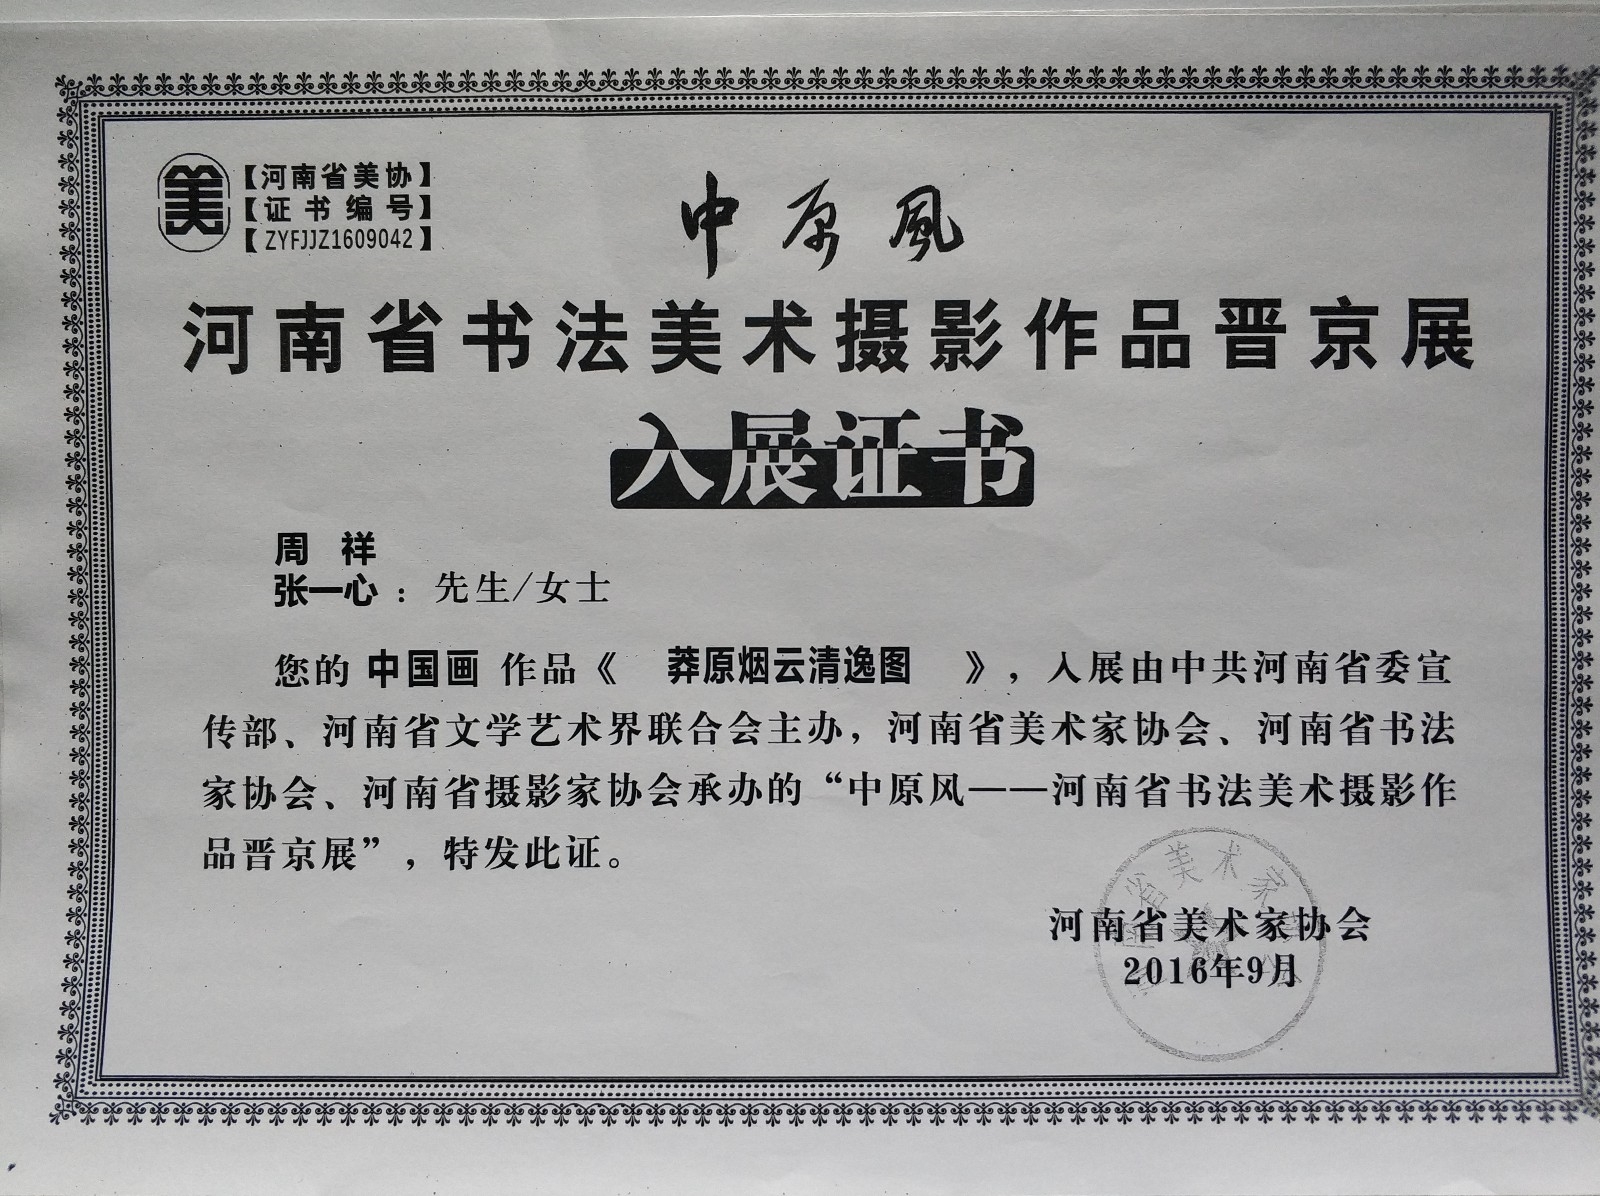 美
【河南省美协】
【证书编号】
【ZYFJJZ1609042】
中原風
河南省书法美术摄影作品晋京展
入展证书
周祥
张一心：先生/女士
您的 中国画 作品《 莽原烟云清逸图 》，入展由中共河南省委宣
传部、河南省文学艺术界联合会主办，河南省美术家协会、河南省书法
家协会、河南省摄影家协会承办的“中原风——河南省书法美术摄影作
品晋京展”，特发此证。
省美术家
河南省美术家协会
2016年9月